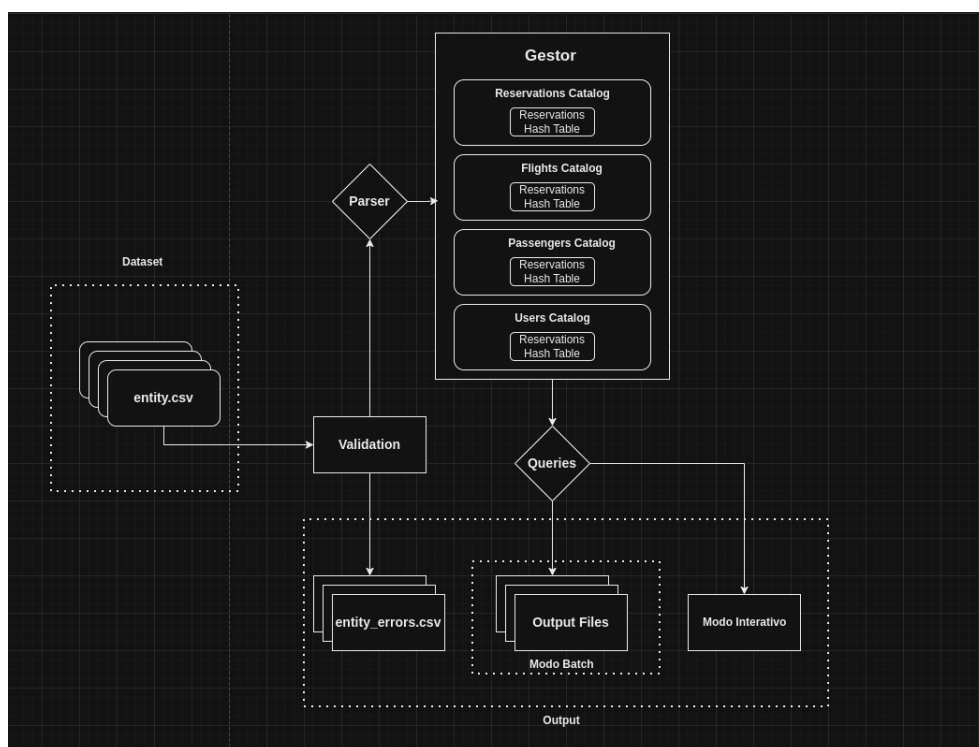 Gestor
Reservations Catalog
Reservations
Hash Table
Flights Catalog
Reservations
Hash Table
Passengers Catalog
Reservations
Hash Table
Users Catalog
Reservations
Hash Table
Parser
Dataset
entity.csv
Validation
Queries
entity_errors.csv
Output Files
Modo Batch
Modo Interativo
Output